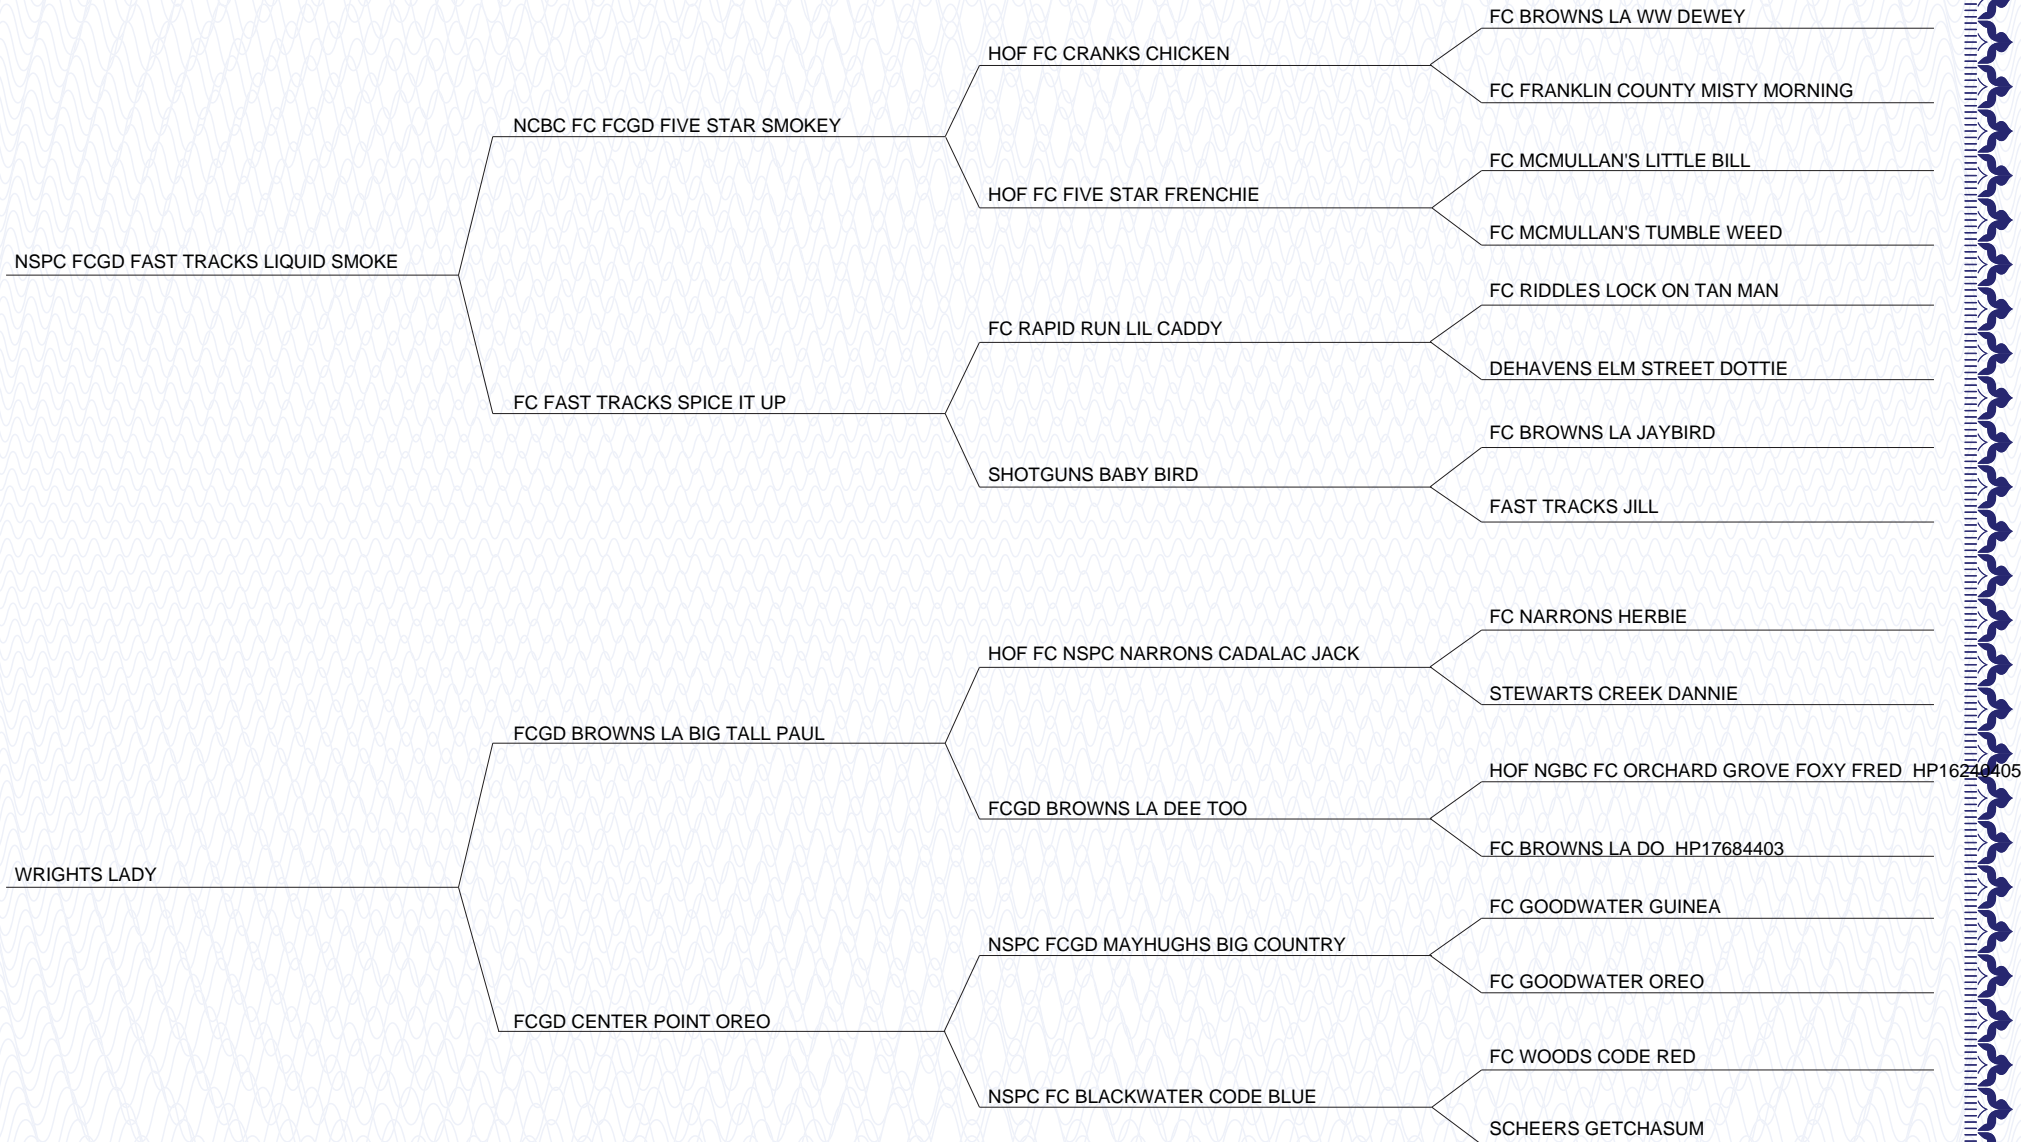 FC BROWNS LA WW DEWEY
HOF FC CRANKS CHICKEN
FC FRANKLIN COUNTY MISTY MORNING
NCBC FC FCGD FIVE STAR SMOKEY
FC MCMULLAN'S LITTLE BILL
HOF FC FIVE STAR FRENCHIE
FC MCMULLAN'S TUMBLE WEED
NSPC FCGD FAST TRACKS LIQUID SMOKE
FC RIDDLES LOCK ON TAN MAN
FC RAPID RUN LIL CADDY
DEHAVENS ELM STREET DOTTIE
FC FAST TRACKS SPICE IT UP
FC BROWNS LA JAYBIRD
SHOTGUNS BABY BIRD
FAST TRACKS JILL
FC NARRONS HERBIE
HOF FC NSPC NARRONS CADALAC JACK
STEWARTS CREEK DANNIE
FCGD BROWNS LA BIG TALL PAUL
HOF NGBC FC ORCHARD GROVE FOXY FRED HP16240405
FCGD BROWNS LA DEE TOO
FC BROWNS LA DO HP17684403
WRIGHTS LADY
FC GOODWATER GUINEA
NSPC FCGD MAYHUGHS BIG COUNTRY
FC GOODWATER OREO
FCGD CENTER POINT OREO
FC WOODS CODE RED
NSPC FC BLACKWATER CODE BLUE
SCHEERS GETCHASUM